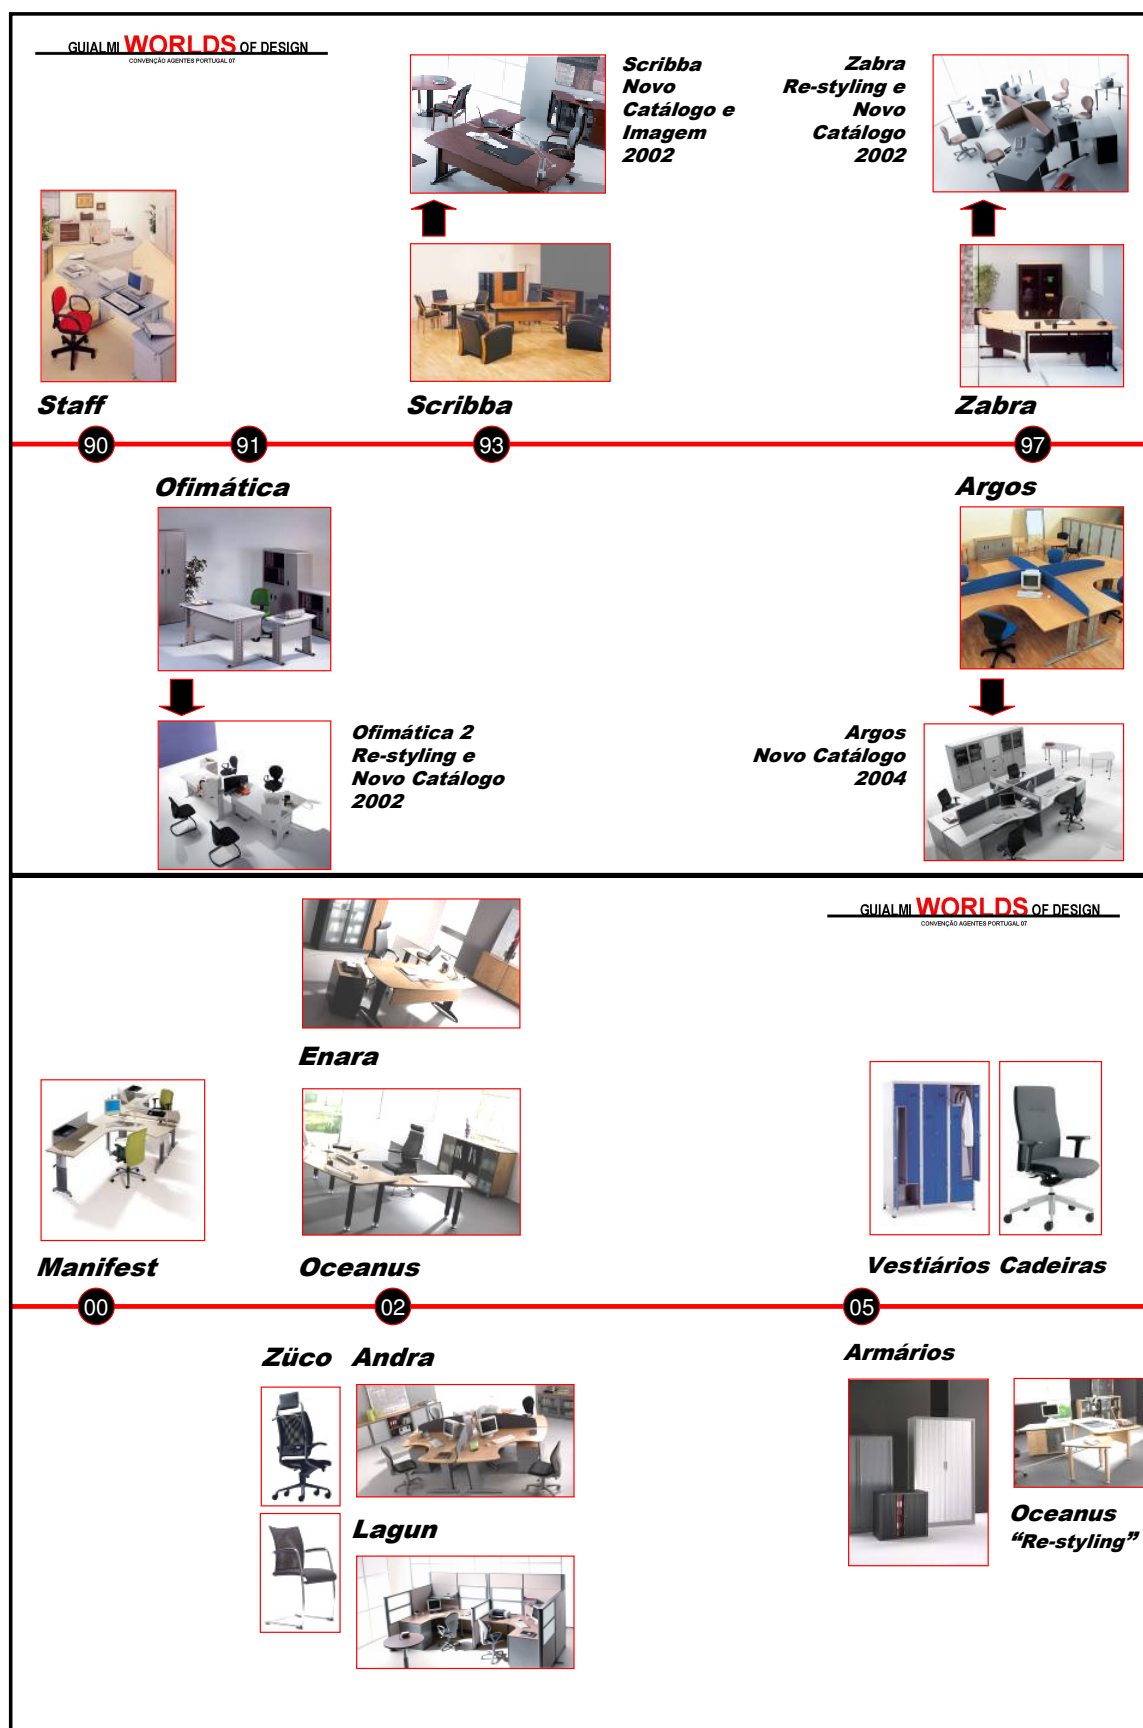 GUIALMI WORLDS OF DESIGN
CONVENÇÃO AGENTES PORTUGAL 07
Scribba
Novo
Catálogo e
Imagem
2002
Zabra
Re-styling e
Novo
Catálogo
2002
Staff
Scribba
Zabra
90
91
93
97
Ofimática
Argos
Ofimática 2
Re-styling e
Novo Catálogo
2002
Argos
Novo Catálogo
2004
GUIALMI WORLDS OF DESIGN
CONVENÇÃO AGENTES PORTUGAL 07
Enara
Manifest
Oceanus
Vestiários
Cadeiras
00
02
05
Züco
Andra
Armários
Lagun
Oceanus
“Re-styling”